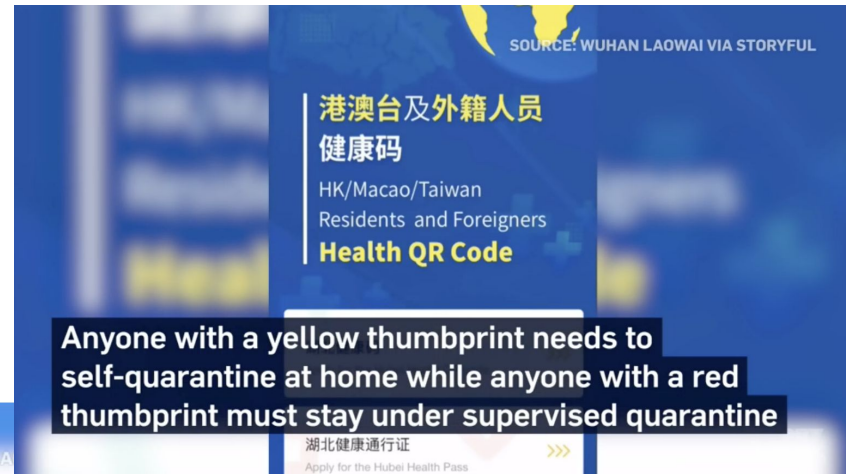 SOURCE: WUHAN LAOWAI VIA STORYFUL
港澳台及外籍人员
健康码
HK/Macao/Taiwan
Residents and Foreigners
Health QR Code
Anyone with a yellow thumbprint needs to
self-quarantine at home while anyone with a red
thumbprint must stay under supervised quarantine
湖北健康通行证
>>>
Apply for the Hubei Health Pass